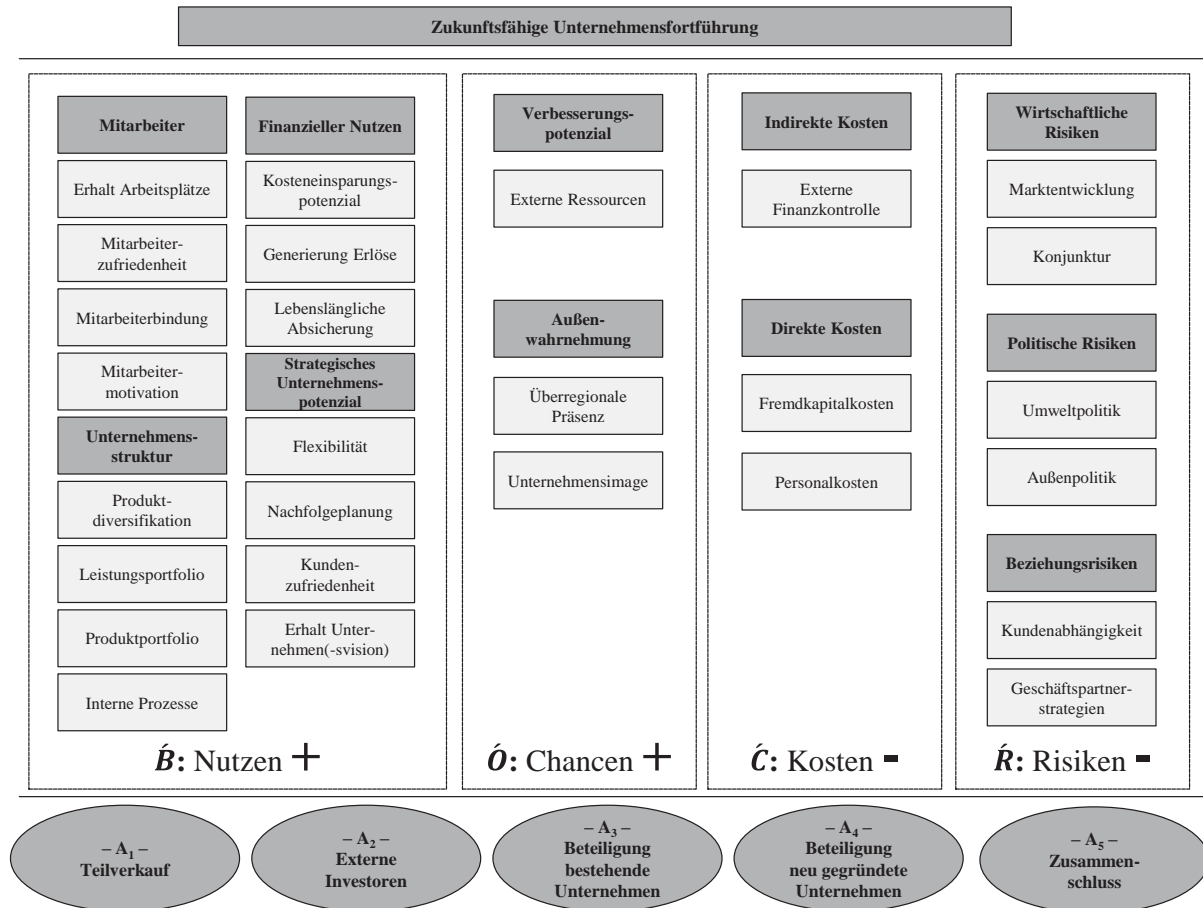 Zukunftsfähige Unternehmensfortführung
Mitarbeiter
Erhalt Arbeitsplätze
Mitarbeiter-
zufriedenheit
Mitarbeiterbindung
Mitarbeiter-
motivation
Unternehmens-
struktur
Produkt-
diversifikation
Leistungsportfolio
Produktportfolio
Interne Prozesse
Finanzieller Nutzen
Kosteneinsparungs-
potenzial
Generierung Erlöse
Lebenslängliche
Absicherung
Strategisches
Unternehmens-
potenzial
Flexibilität
Nachfolgeplanung
Kunden-
zufriedenheit
Erhalt Unter-
nehmen(-svision)
B́: Nutzen +
Verbesserungs-
potenzial
Externe Ressourcen
Außen-
wahrnehmung
Überregionale
Präsenz
Unternehmensimage
Ó: Chancen +
Indirekte Kosten
Externe
Finanzkontrolle
Direkte Kosten
Fremdkapitalkosten
Personalkosten
Ć: Kosten -
Wirtschaftliche
Risiken
Marktentwicklung
Konjunktur
Politische Risiken
Umweltpolitik
Außenpolitik
Beziehungsrisiken
Kundenabhängigkeit
Geschäftspartner-
strategien
Ŕ: Risiken -
– A₁ –
Teilverkauf
– A₂ –
Externe
Investoren
– A₃ –
Beteiligung
bestehende
Unternehmen
– A₄ –
Beteiligung
neu gegründete
Unternehmen
– A₅ –
Zusammen-
schluss